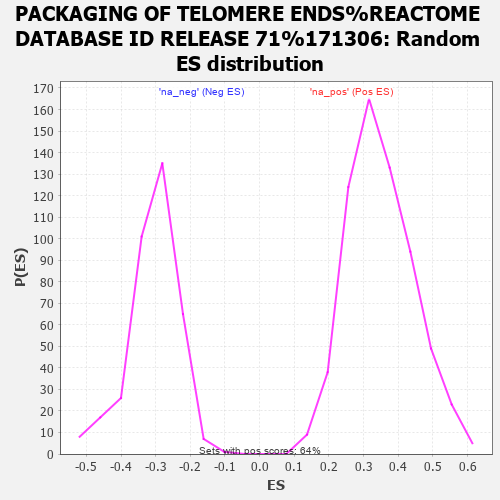 PACKAGING OF TELOMERE ENDS%REACTOME
DATABASE ID RELEASE 71%171306: Random
ES distribution
'na_neg' (Neg ES)
'na_pos' (Pos ES)
170
160
150
140
130
120
110
100
90
80
70
60
50
40
30
20
10
0
P(ES)
Sets with pos scores: 64%
-0.5 -0.4 -0.3 -0.2 -0.1 0.0 0.1 0.2 0.3 0.4 0.5 0.6
ES